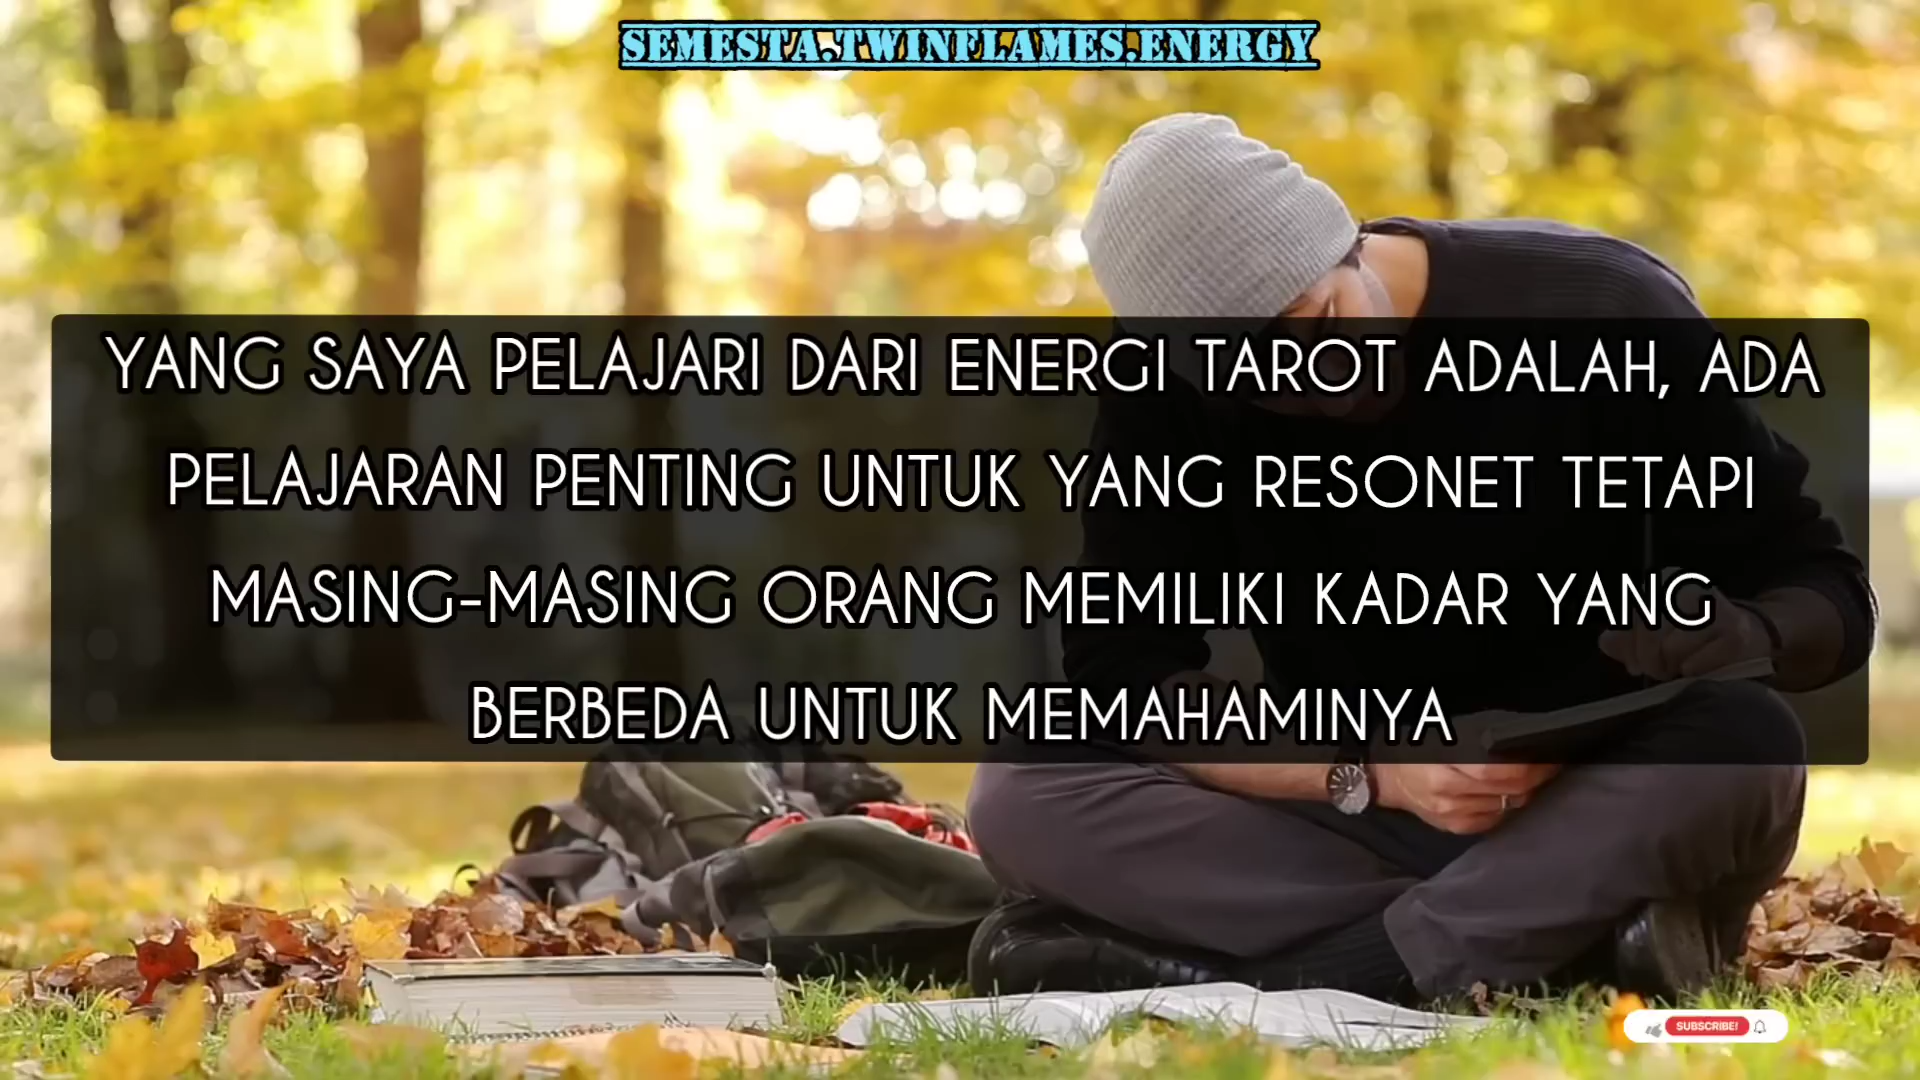 SEMESTA.TWINFLAMES.ENERGY
YANG SAYA PELAJARI DARI ENERGI TAROT ADALAH, ADA
PELAJARAN PENTING UNTUK YANG RESONET TETAPI
MASING-MASING ORANG MEMILIKI KADAR YANG
BERBEDA UNTUK MEMAHAMINYA
SUBSCRIBE!